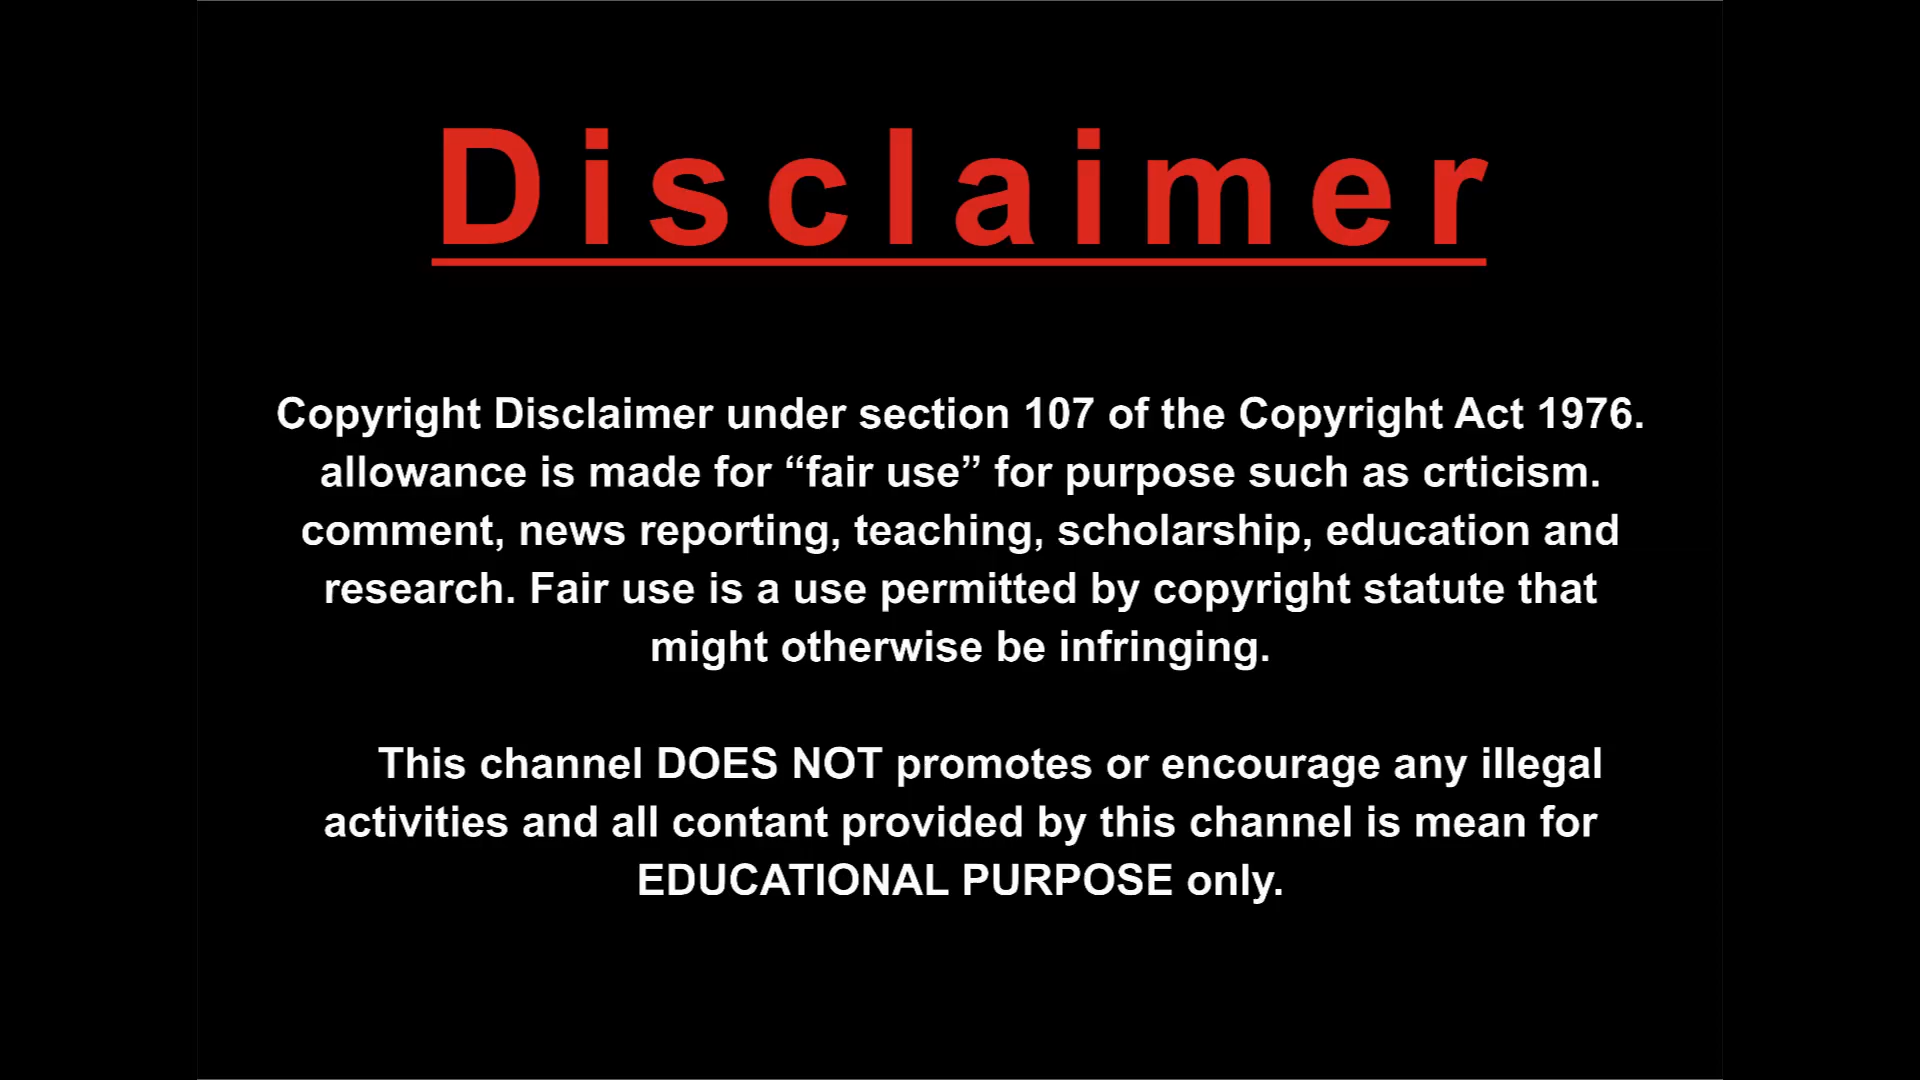 Disclaimer
Copyright Disclaimer under section 107 of the Copyright Act 1976.
allowance is made for “fair use” for purpose such as crticism.
comment, news reporting, teaching, scholarship, education and
research. Fair use is a use permitted by copyright statute that
might otherwise be infringing.
This channel DOES NOT promotes or encourage any illegal
activities and all contant provided by this channel is mean for
EDUCATIONAL PURPOSE only.